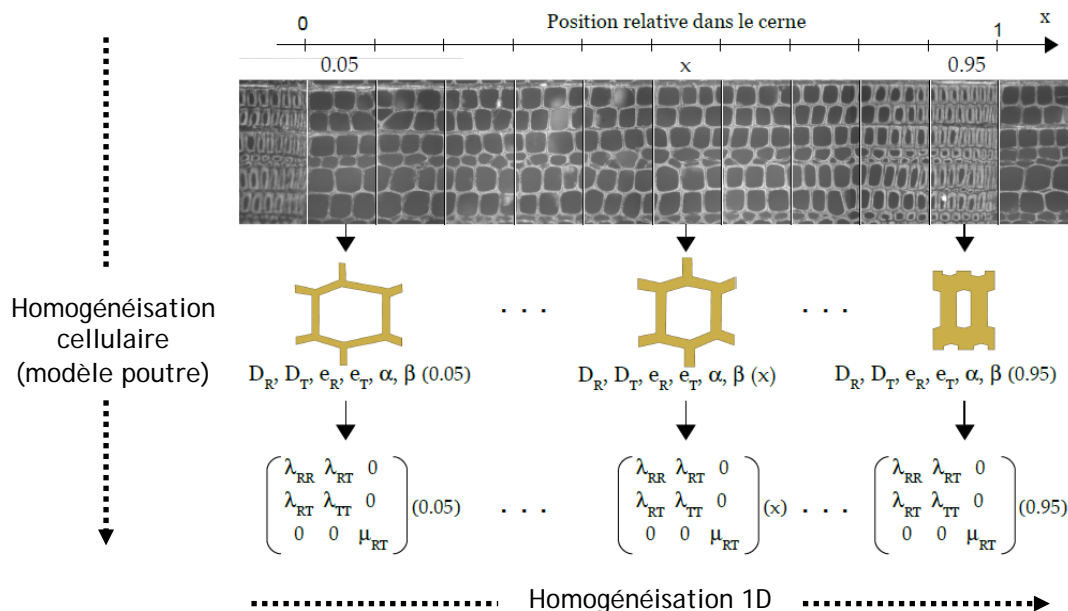 Position relative dans le cerne
0 1 x
0.05 x 0.95
Homogénéisation
cellulaire
(modèle poutre)
. . . . . .
D_R, D_T, e_R, e_T, α, β (0.05) D_R, D_T, e_R, e_T, α, β (x) D_R, D_T, e_R, e_T, α, β (0.95)
λ_RR λ_RT 0 λ_RR λ_RT 0 λ_RR λ_RT 0
λ_RT λ_TT 0 (0.05) . . . λ_RT λ_TT 0 (x) . . . λ_RT λ_TT 0 (0.95)
0 0 μ_RT 0 0 μ_RT 0 0 μ_RT
Homogénéisation 1D